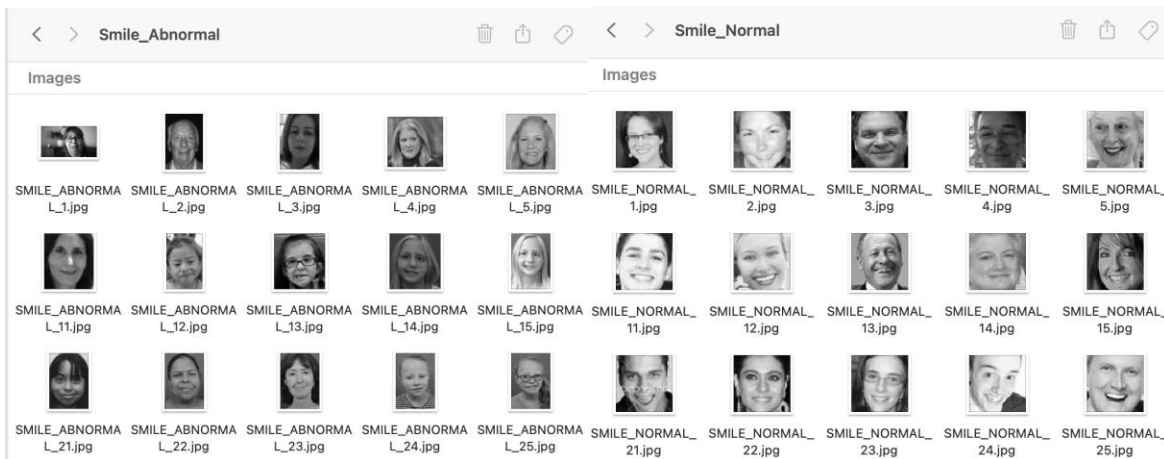 Smile_Abnormal
Images
SMILE_ABNORMA SMILE_ABNORMA SMILE_ABNORMA SMILE_ABNORMA SMILE_ABNORMA
L_1.jpg L_2.jpg L_3.jpg L_4.jpg L_5.jpg
SMILE_ABNORMA SMILE_ABNORMA SMILE_ABNORMA SMILE_ABNORMA SMILE_ABNORMA
L_11.jpg L_12.jpg L_13.jpg L_14.jpg L_15.jpg
SMILE_ABNORMA SMILE_ABNORMA SMILE_ABNORMA SMILE_ABNORMA SMILE_ABNORMA
L_21.jpg L_22.jpg L_23.jpg L_24.jpg L_25.jpg
Smile_Normal
Images
SMILE_NORMAL_ SMILE_NORMAL_ SMILE_NORMAL_ SMILE_NORMAL_ SMILE_NORMAL_
1.jpg 2.jpg 3.jpg 4.jpg 5.jpg
SMILE_NORMAL_ SMILE_NORMAL_ SMILE_NORMAL_ SMILE_NORMAL_ SMILE_NORMAL_
11.jpg 12.jpg 13.jpg 14.jpg 15.jpg
SMILE_NORMAL_ SMILE_NORMAL_ SMILE_NORMAL_ SMILE_NORMAL_ SMILE_NORMAL_
21.jpg 22.jpg 23.jpg 24.jpg 25.jpg